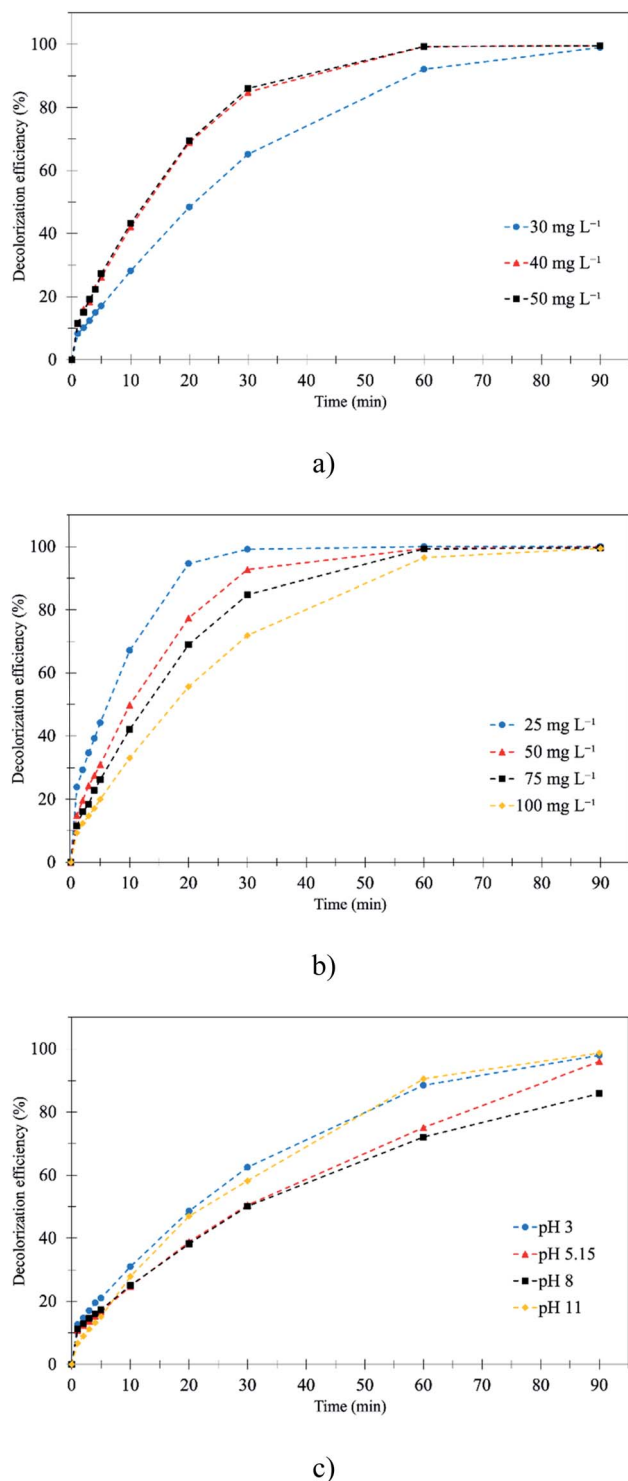 100
80
60
40
20
0
Decolorization efficiency (%)
30 mg L⁻¹
40 mg L⁻¹
50 mg L⁻¹
0 10 20 30 40 50 60 70 80 90
Time (min)
a)
100
80
60
40
20
0
Decolorization efficiency (%)
25 mg L⁻¹
50 mg L⁻¹
75 mg L⁻¹
100 mg L⁻¹
0 10 20 30 40 50 60 70 80 90
Time (min)
b)
100
80
60
40
20
0
Decolorization efficiency (%)
pH 3
pH 5.15
pH 8
pH 11
0 10 20 30 40 50 60 70 80 90
Time (min)
c)